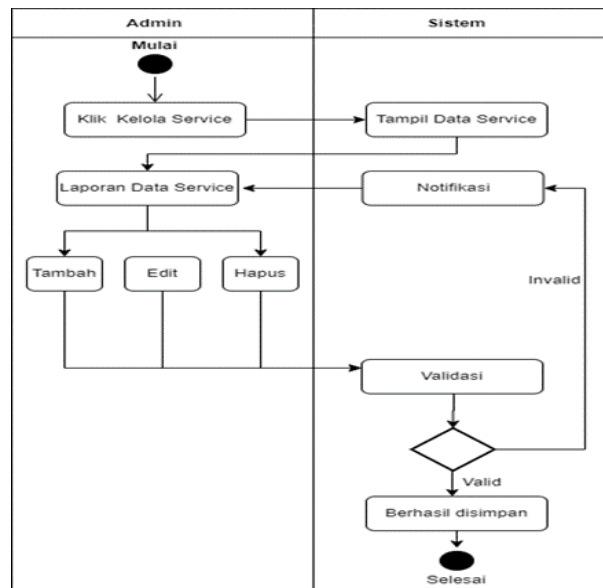 Admin
Sistem
Mulai
Klik Kelola Service
Tampil Data Service
Laporan Data Service
Notifikasi
Tambah
Edit
Hapus
Invalid
Validasi
Valid
Berhasil disimpan
Selesai